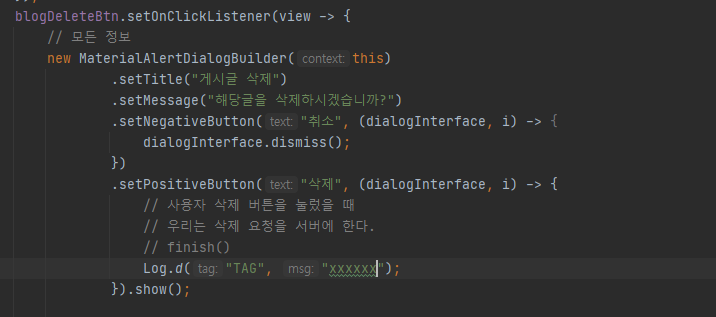 blogDeleteBtn.setOnClickListener(view -> {
// 모든 정보
new MaterialAlertDialogBuilder( context: this)
.setTitle("게시글 삭제")
.setMessage("해당글을 삭제하시겠습니까?")
.setNegativeButton( text: "취소", (dialogInterface, i) -> {
dialogInterface.dismiss();
})
.setPositiveButton( text: "삭제", (dialogInterface, i) -> {
// 사용자 삭제 버튼을 눌렀을 때
// 우리는 삭제 요청을 서버에 한다.
// finish()
Log.d( tag: "TAG", msg: "xxxxxx");
}).show();